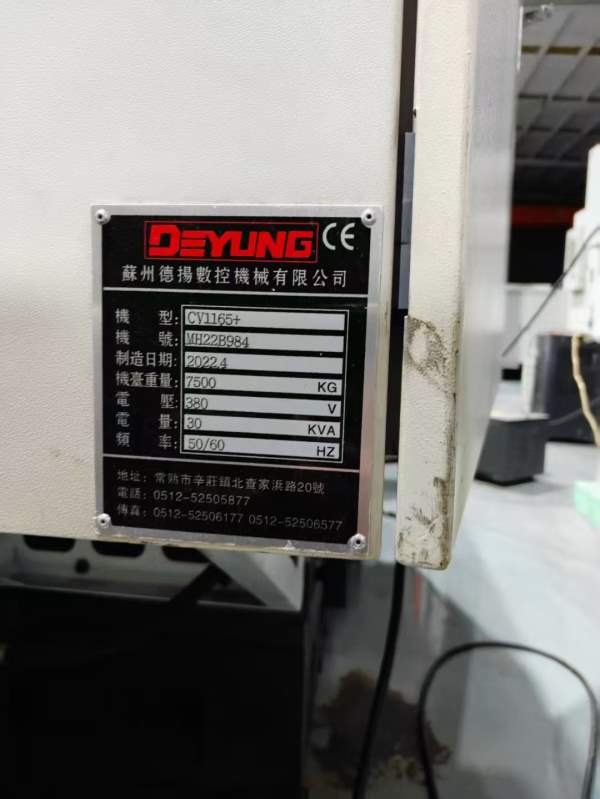 DEYUNG CE
蘇州德揚數控機械有限公司
機 型: CV1165+
機 號: MH22B984
制造日期: 2022.4
機臺重量: 7500 KG
電 壓: 380 V
電 量: 30 KVA
頻 率: 50/60 HZ
地址: 常熟市辛莊鎮北查家浜路20號
電話: 0512-52505877
傳真: 0512-52506177 0512-52506577